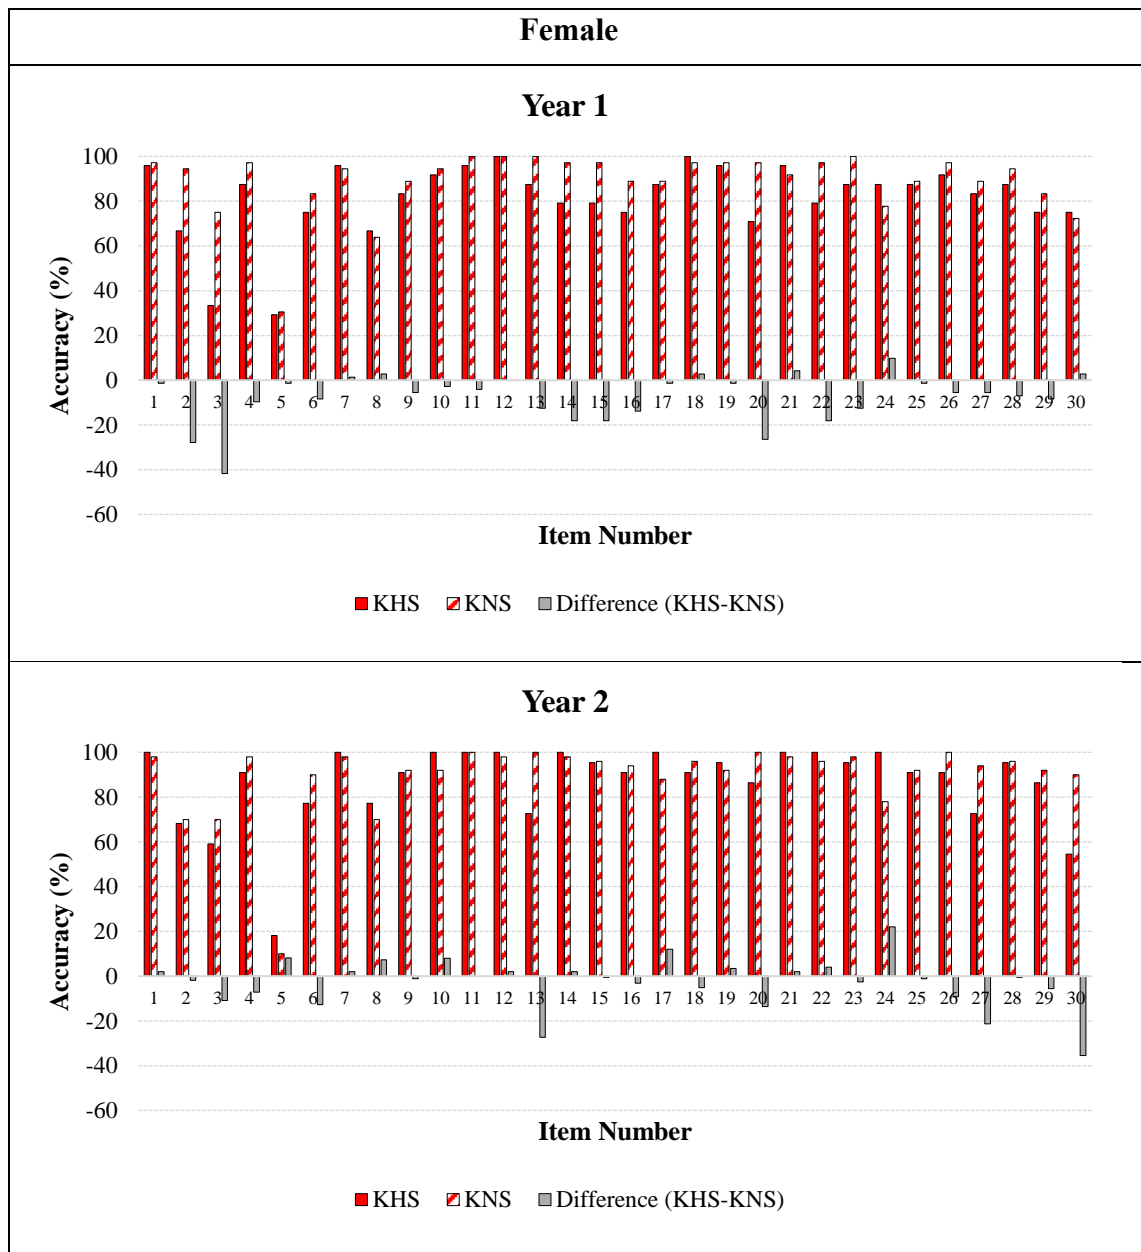 Female
Year 1
Accuracy (%)
100
80
60
40
20
0
-20
-40
-60
1 2 3 4 5 6 7 8 9 10 11 12 13 14 15 16 17 18 19 20 21 22 23 24 25 26 27 28 29 30
Item Number
KHS KNS Difference (KHS-KNS)
Year 2
Accuracy (%)
100
80
60
40
20
0
-20
-40
-60
1 2 3 4 5 6 7 8 9 10 11 12 13 14 15 16 17 18 19 20 21 22 23 24 25 26 27 28 29 30
Item Number
KHS KNS Difference (KHS-KNS)